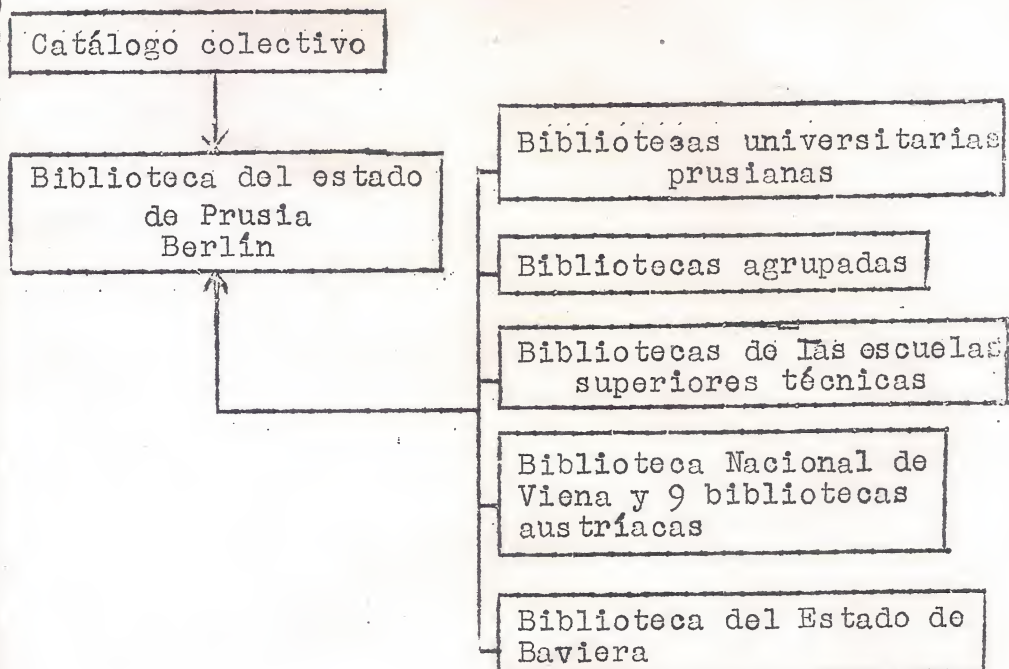 Catálogo colectivo
Biblioteca del estado
de Prusia
Berlín
Bibliotecas universitarias
prusianas
Bibliotecas agrupadas
Bibliotecas de las escuelas
superiores técnicas
Biblioteca Nacional de
Viena y 9 bibliotecas
austríacas
Biblioteca del Estado de
Baviera